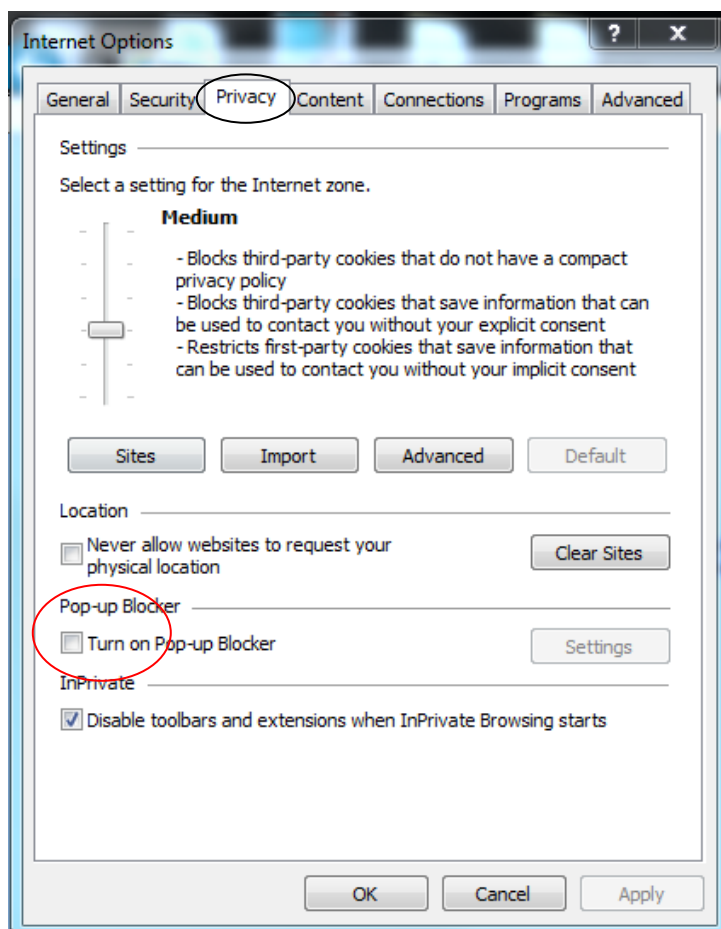 Internet Options
? X
General Security Privacy Content Connections Programs Advanced
Settings
Select a setting for the Internet zone.
Medium
- Blocks third-party cookies that do not have a compact
privacy policy
- Blocks third-party cookies that save information that can
be used to contact you without your explicit consent
- Restricts first-party cookies that save information that
can be used to contact you without your implicit consent
Sites Import Advanced Default
Location
Never allow websites to request your
physical location
Clear Sites
Pop-up Blocker
Turn on Pop-up Blocker
Settings
InPrivate
Disable toolbars and extensions when InPrivate Browsing starts
OK Cancel Apply